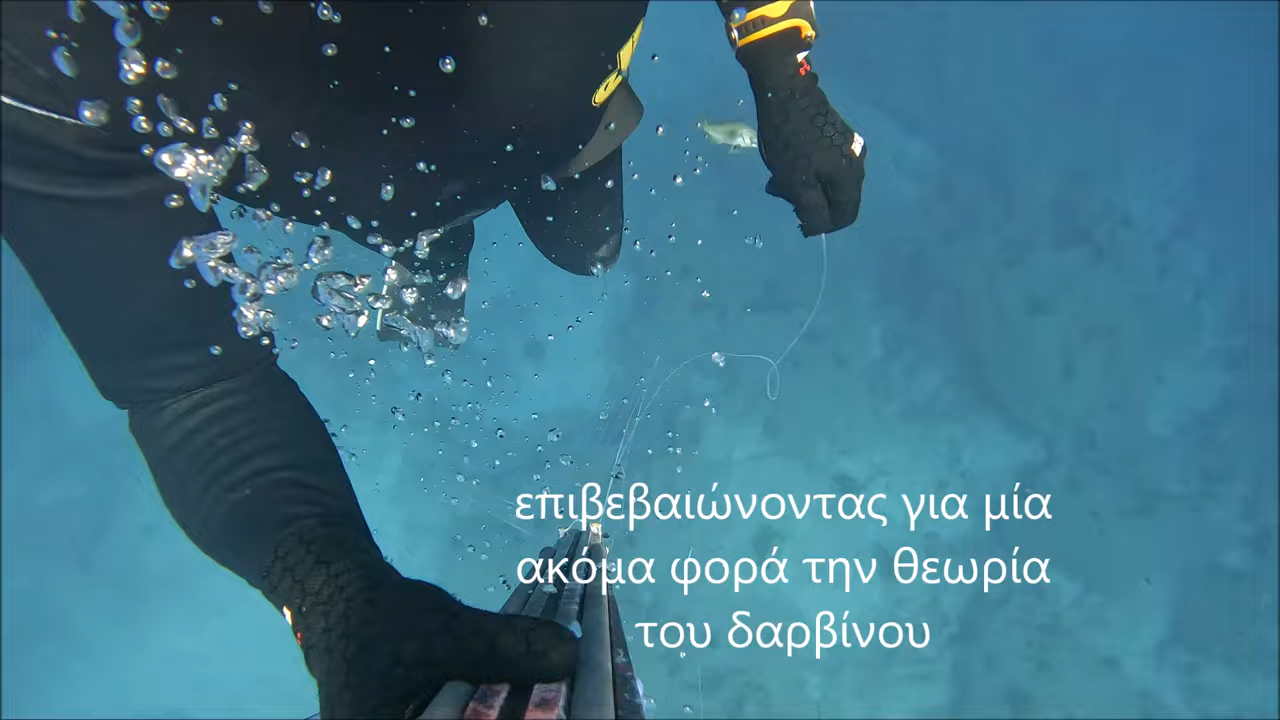 επιβεβαιώνοντας για μία
ακόμα φορά την θεωρία
του δαρβίνου